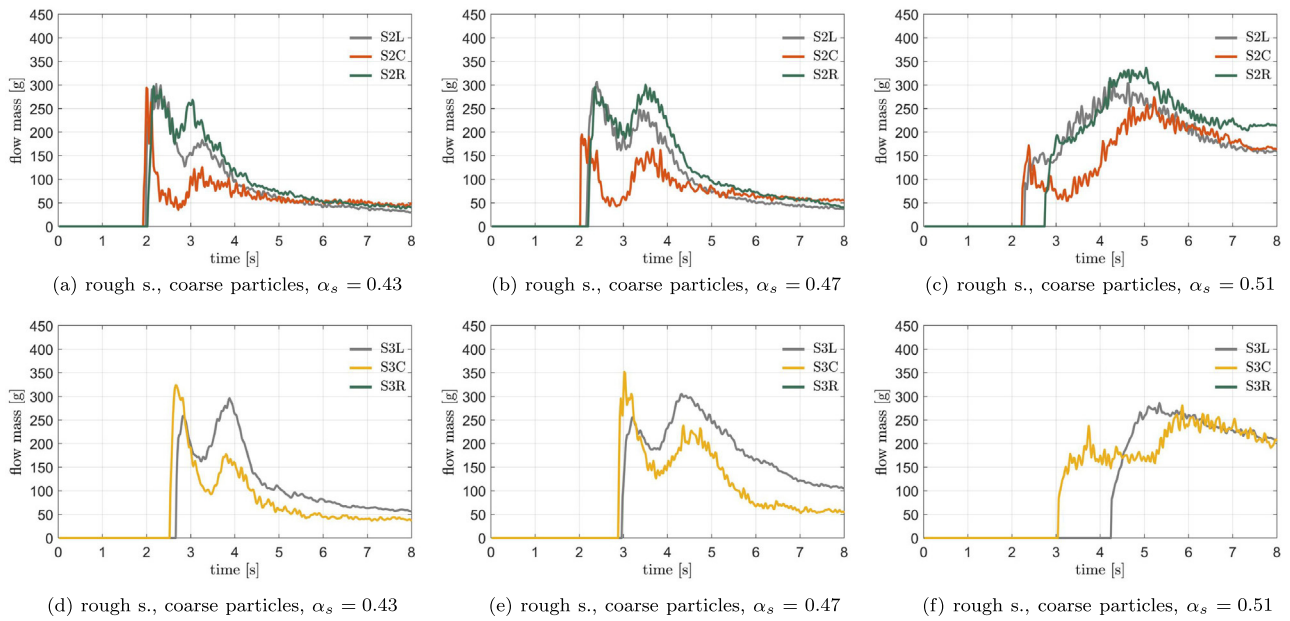 450
400
350
300
250
200
150
100
50
0
flow mass [g]
S2L
S2C
S2R
0 1 2 3 4 5 6 7 8
time [s]
(a) rough s., coarse particles, αₛ = 0.43
450
400
350
300
250
200
150
100
50
0
flow mass [g]
S2L
S2C
S2R
0 1 2 3 4 5 6 7 8
time [s]
(b) rough s., coarse particles, αₛ = 0.47
450
400
350
300
250
200
150
100
50
0
flow mass [g]
S2L
S2C
S2R
0 1 2 3 4 5 6 7 8
time [s]
(c) rough s., coarse particles, αₛ = 0.51
450
400
350
300
250
200
150
100
50
0
flow mass [g]
S3L
S3C
S3R
0 1 2 3 4 5 6 7 8
time [s]
(d) rough s., coarse particles, αₛ = 0.43
450
400
350
300
250
200
150
100
50
0
flow mass [g]
S3L
S3C
S3R
0 1 2 3 4 5 6 7 8
time [s]
(e) rough s., coarse particles, αₛ = 0.47
450
400
350
300
250
200
150
100
50
0
flow mass [g]
S3L
S3C
S3R
0 1 2 3 4 5 6 7 8
time [s]
(f) rough s., coarse particles, αₛ = 0.51